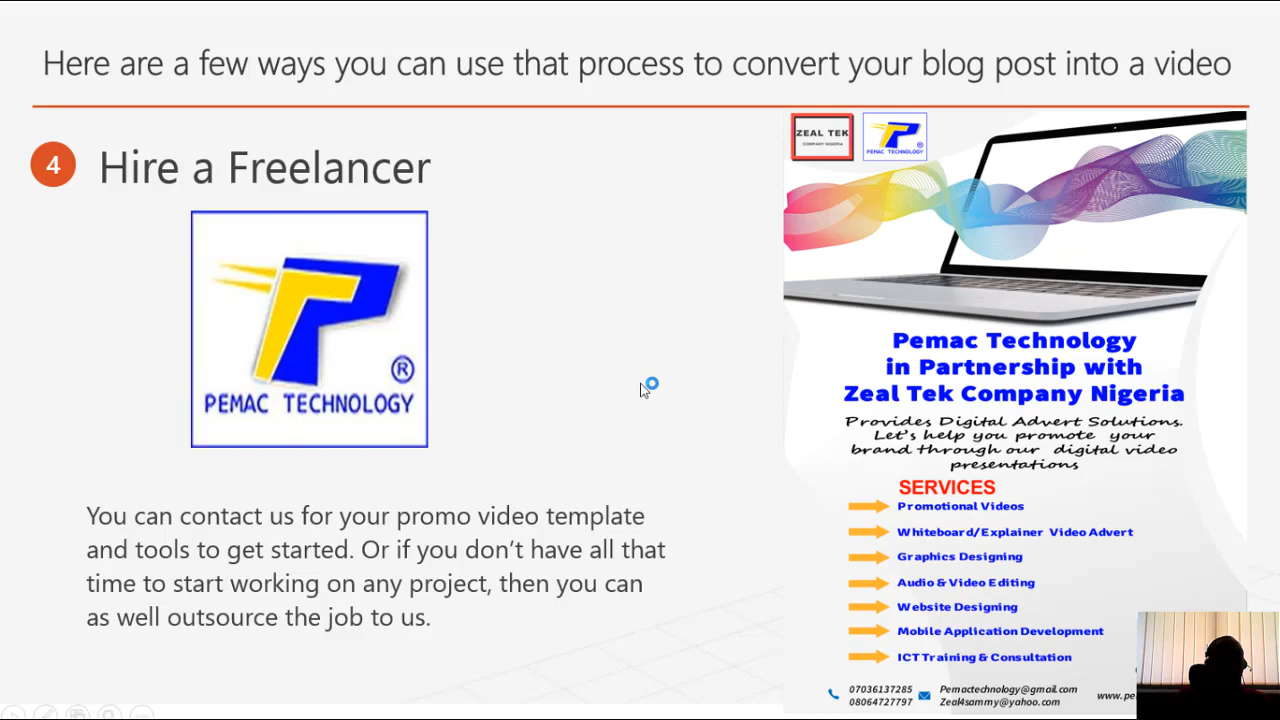 Here are a few ways you can use that process to convert your blog post into a video
4
Hire a Freelancer
PEMAC TECHNOLOGY
®
You can contact us for your promo video template
and tools to get started. Or if you don’t have all that
time to start working on any project, then you can
as well outsource the job to us.
ZEAL TEK
COMPANY NIGERIA
PEMAC TECHNOLOGY
®
Pemac Technology
in Partnership with
Zeal Tek Company Nigeria
Provides Digital Advert Solutions.
Let's help you promote your
brand through our digital video
presentations
SERVICES
Promotional Videos
Whiteboard/Explainer Video Advert
Graphics Designing
Audio & Video Editing
Website Designing
Mobile Application Development
ICT Training & Consultation
07036137285
08064727797
Pemactechnology@gmail.com
Zeal4sammy@yahoo.com